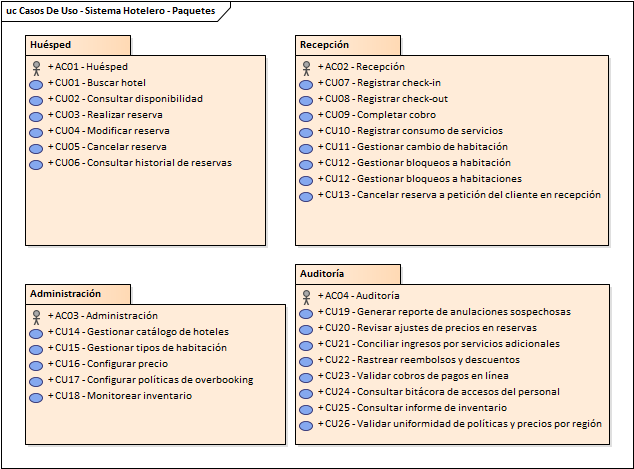 uc Casos De Uso - Sistema Hotelero - Paquetes
Huésped
+ AC01 - Huésped
+ CU01 - Buscar hotel
+ CU02 - Consultar disponibilidad
+ CU03 - Realizar reserva
+ CU04 - Modificar reserva
+ CU05 - Cancelar reserva
+ CU06 - Consultar historial de reservas
Recepción
+ AC02 - Recepción
+ CU07 - Registrar check-in
+ CU08 - Registrar check-out
+ CU09 - Completar cobro
+ CU10 - Registrar consumo de servicios
+ CU11 - Gestionar cambio de habitación
+ CU12 - Gestionar bloqueos a habitación
+ CU12 - Gestionar bloqueos a habitaciones
+ CU13 - Cancelar reserva a petición del cliente en recepción
Administración
+ AC03 - Administración
+ CU14 - Gestionar catálogo de hoteles
+ CU15 - Gestionar tipos de habitación
+ CU16 - Configurar precio
+ CU17 - Configurar políticas de overbooking
+ CU18 - Monitorear inventario
Auditoría
+ AC04 - Auditoría
+ CU19 - Generar reporte de anulaciones sospechosas
+ CU20 - Revisar ajustes de precios en reservas
+ CU21 - Conciliar ingresos por servicios adicionales
+ CU22 - Rastrear reembolsos y descuentos
+ CU23 - Validar cobros de pagos en línea
+ CU24 - Consultar bitácora de accesos del personal
+ CU25 - Consultar informe de inventario
+ CU26 - Validar uniformidad de políticas y precios por región